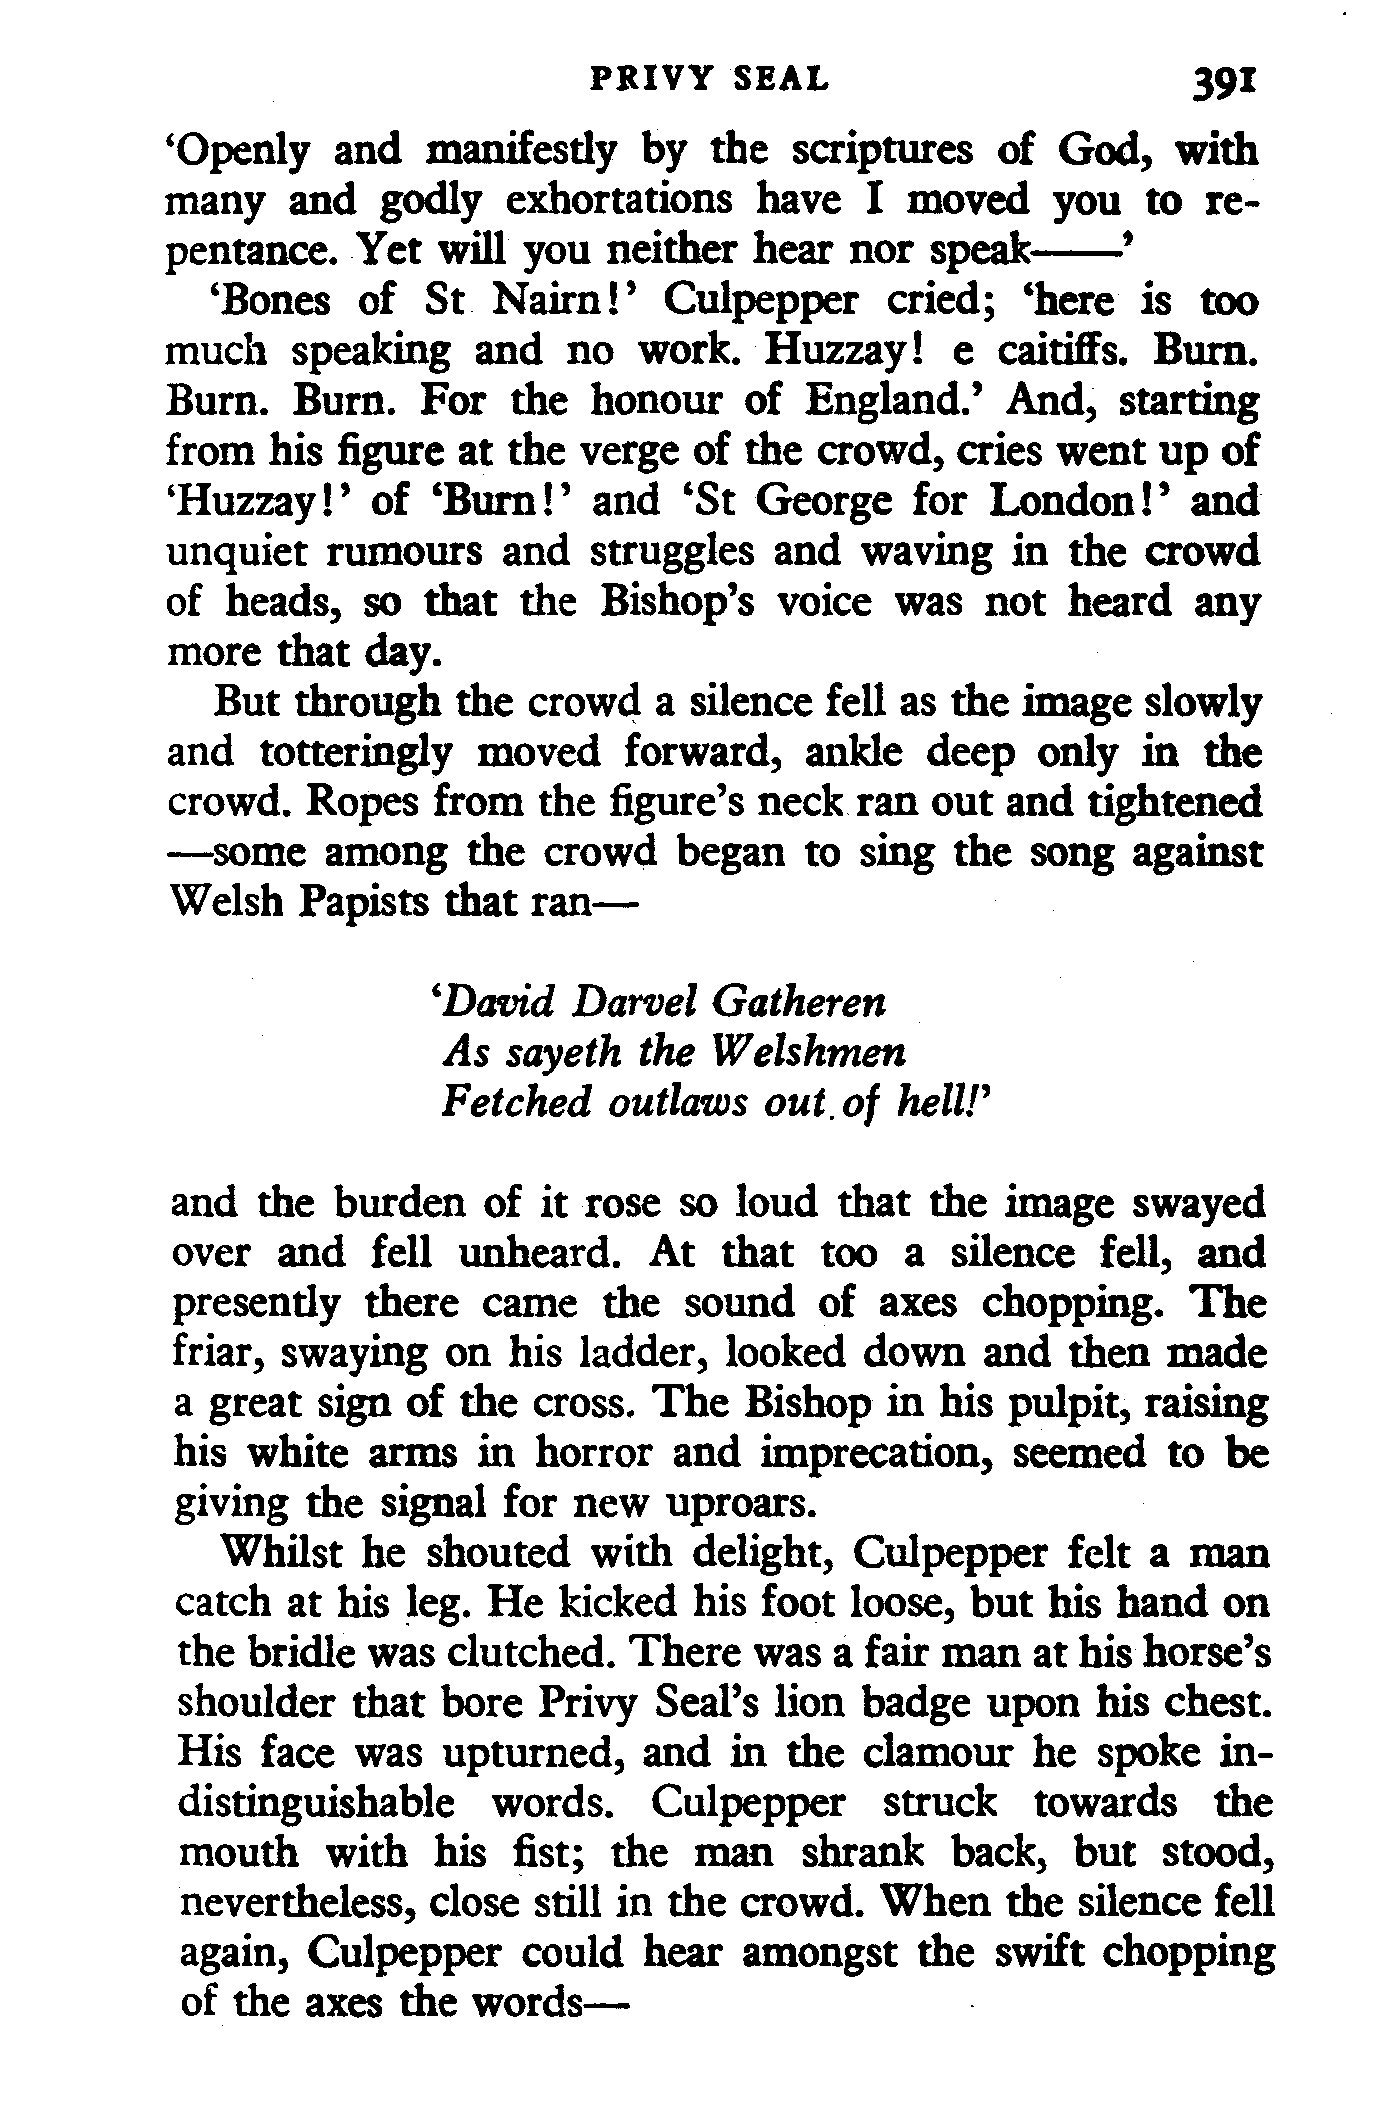 PRIVY SEAL 391
‘Openly and manifestly by the scriptures of God, with
many and godly exhortations have I moved you to re-
pentance. Yet will you neither hear nor speak——’
‘Bones of St Nairn!’ Culpepper cried; ‘here is too
much speaking and no work. Huzzay! e caitiffs. Burn.
Burn. Burn. For the honour of England.’ And, starting
from his figure at the verge of the crowd, cries went up of
‘Huzzay!’ of ‘Burn!’ and ‘St George for London!’ and
unquiet rumours and struggles and waving in the crowd
of heads, so that the Bishop’s voice was not heard any
more that day.
But through the crowd a silence fell as the image slowly
and totteringly moved forward, ankle deep only in the
crowd. Ropes from the figure’s neck ran out and tightened
—some among the crowd began to sing the song against
Welsh Papists that ran—
‘David Darvel Gatheren
As sayeth the Welshmen
Fetched outlaws out of hell!’
and the burden of it rose so loud that the image swayed
over and fell unheard. At that too a silence fell, and
presently there came the sound of axes chopping. The
friar, swaying on his ladder, looked down and then made
a great sign of the cross. The Bishop in his pulpit, raising
his white arms in horror and imprecation, seemed to be
giving the signal for new uproars.
Whilst he shouted with delight, Culpepper felt a man
catch at his leg. He kicked his foot loose, but his hand on
the bridle was clutched. There was a fair man at his horse’s
shoulder that bore Privy Seal’s lion badge upon his chest.
His face was upturned, and in the clamour he spoke in-
distinguishable words. Culpepper struck towards the
mouth with his fist; the man shrank back, but stood,
nevertheless, close still in the crowd. When the silence fell
again, Culpepper could hear amongst the swift chopping
of the axes the words—